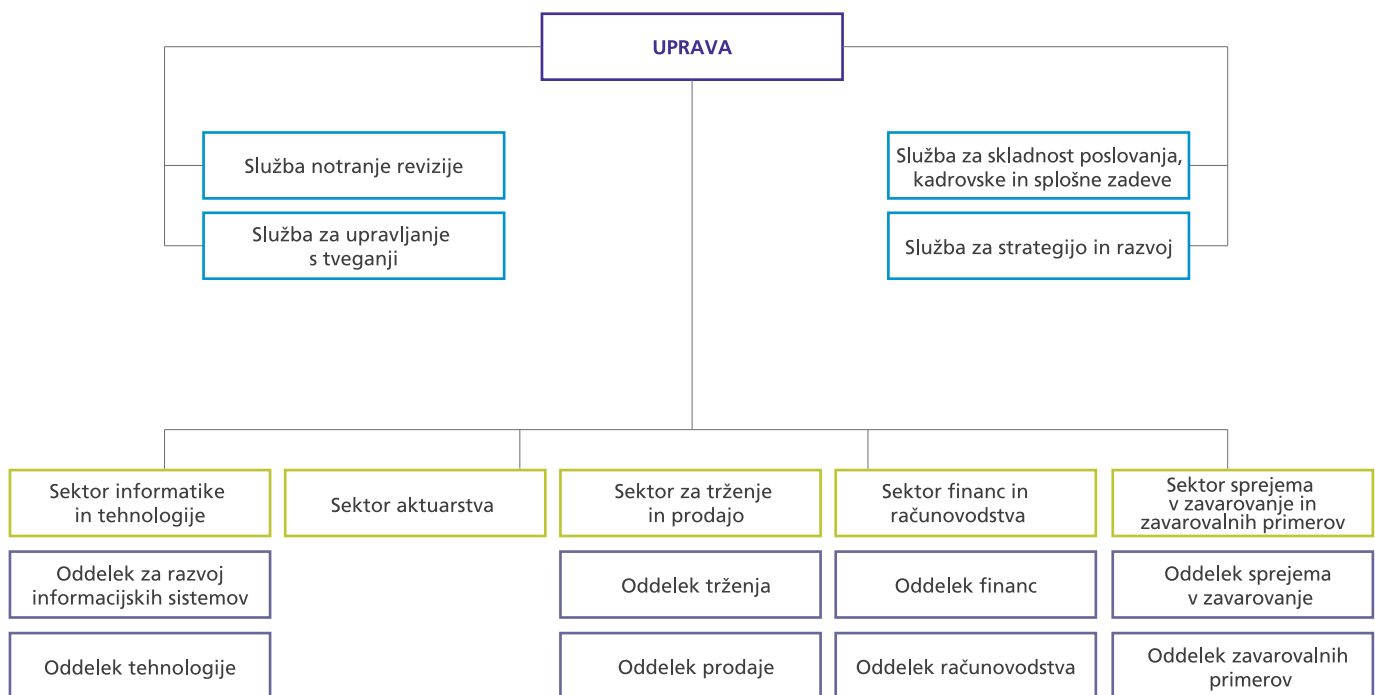 UPRAVA
Služba notranje revizije
Služba za upravljanje
s tveganji
Služba za skladnost poslovanja,
kadrovske in splošne zadeve
Služba za strategijo in razvoj
Sektor informatike
in tehnologije
Sektor aktuarstva
Sektor za trženje
in prodajo
Sektor financ in
računovodstva
Sektor sprejema
v zavarovanje in
zavarovalnih primerov
Oddelek za razvoj
informacijskih sistemov
Oddelek trženja
Oddelek financ
Oddelek sprejema
v zavarovanje
Oddelek tehnologije
Oddelek prodaje
Oddelek računovodstva
Oddelek zavarovalnih
primerov